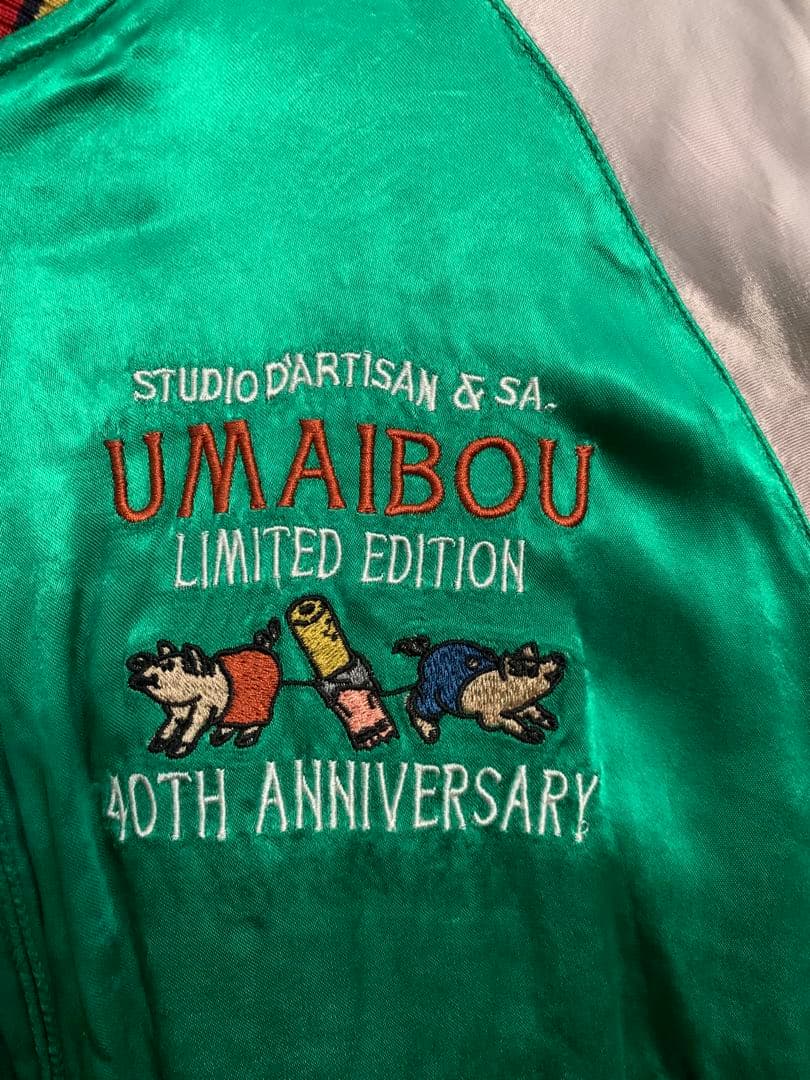 STUDIO D'ARTISAN & SA.
UMAIBOU
LIMITED EDITION
40TH ANNIVERSARY